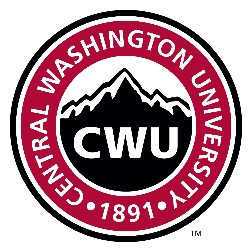 CENTRAL WASHINGTON UNIVERSITY
CWU
• 1891 •
TM